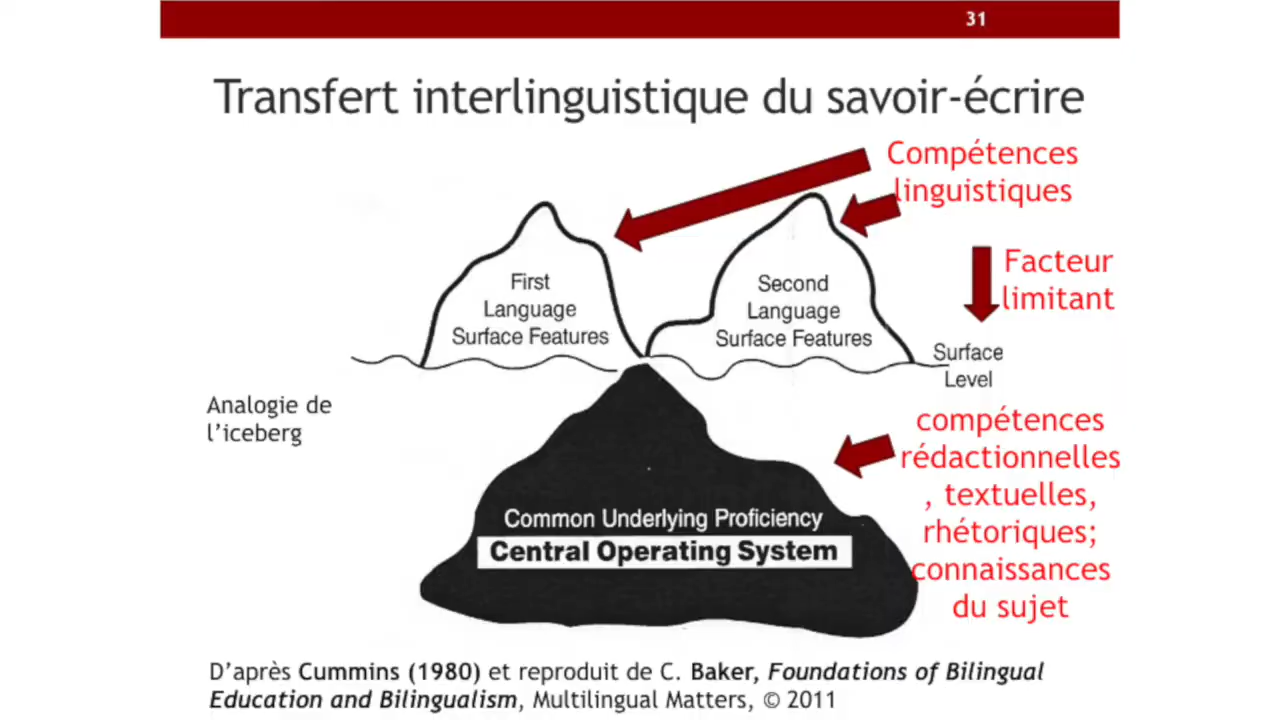 31
Transfert interlinguistique du savoir-écrire
Compétences
linguistiques
Facteur
limitant
First
Language
Surface Features
Second
Language
Surface Features
Surface
Level
Analogie de
l'iceberg
compétences
rédactionnelles
, textuelles,
rhétoriques;
connaissances
du sujet
Common Underlying Proficiency
Central Operating System
D'après Cummins (1980) et reproduit de C. Baker, Foundations of Bilingual
Education and Bilingualism, Multilingual Matters, © 2011